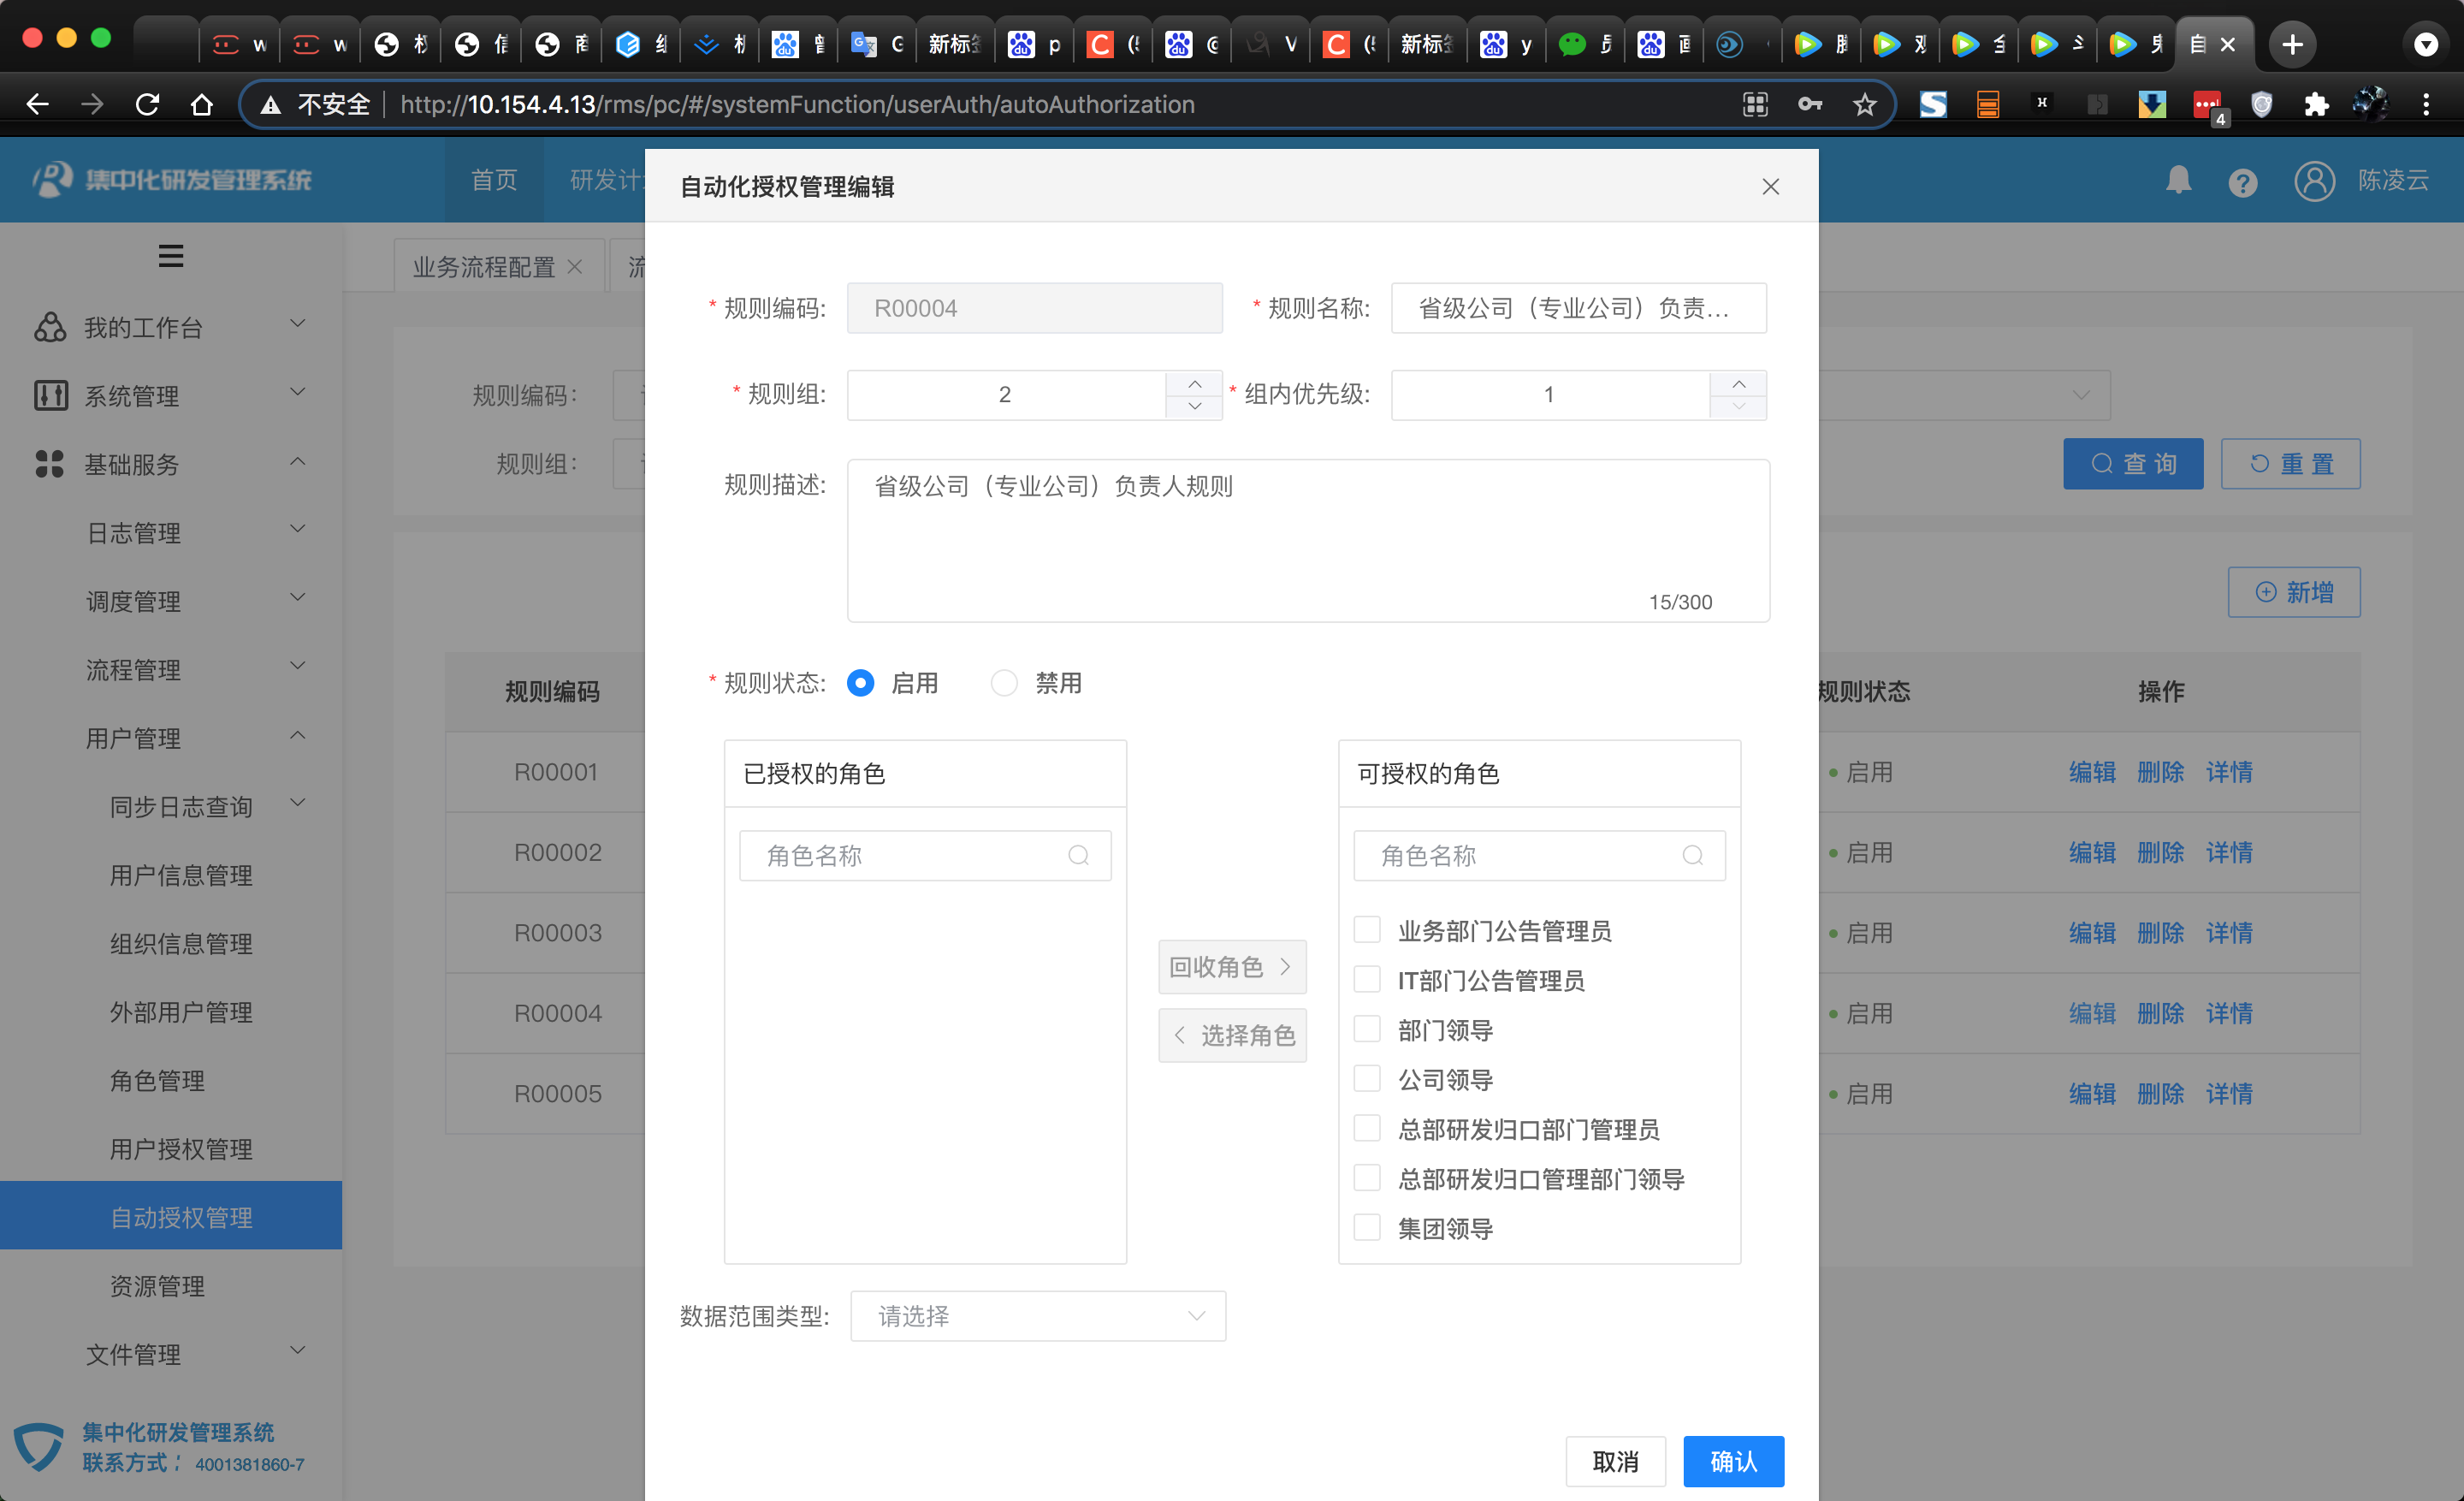 新标签
新标签
不安全 http://10.154.4.13/rms/pc/#/systemFunction/userAuth/autoAuthorization
4
集中化研发管理系统
首页
研发计
陈凌云
业务流程配置
流
我的工作台
系统管理
基础服务
日志管理
调度管理
流程管理
用户管理
同步日志查询
用户信息管理
组织信息管理
外部用户管理
角色管理
用户授权管理
自动授权管理
资源管理
文件管理
集中化研发管理系统
联系方式: 4001381860-7
规则编码:
规则组:
查 询
重 置
新增
规则编码
规则状态
操作
R00001
启用
编辑 删除 详情
R00002
启用
编辑 删除 详情
R00003
启用
编辑 删除 详情
R00004
启用
编辑 删除 详情
R00005
启用
编辑 删除 详情
自动化授权管理编辑
* 规则编码: R00004
* 规则名称: 省级公司（专业公司）负责...
* 规则组: 2
* 组内优先级: 1
规则描述: 省级公司（专业公司）负责人规则
15/300
* 规则状态: 启用 禁用
已授权的角色
角色名称
回收角色
选择角色
可授权的角色
角色名称
业务部门公告管理员
IT部门公告管理员
部门领导
公司领导
总部研发归口部门管理员
总部研发归口管理部门领导
集团领导
数据范围类型: 请选择
取消
确认